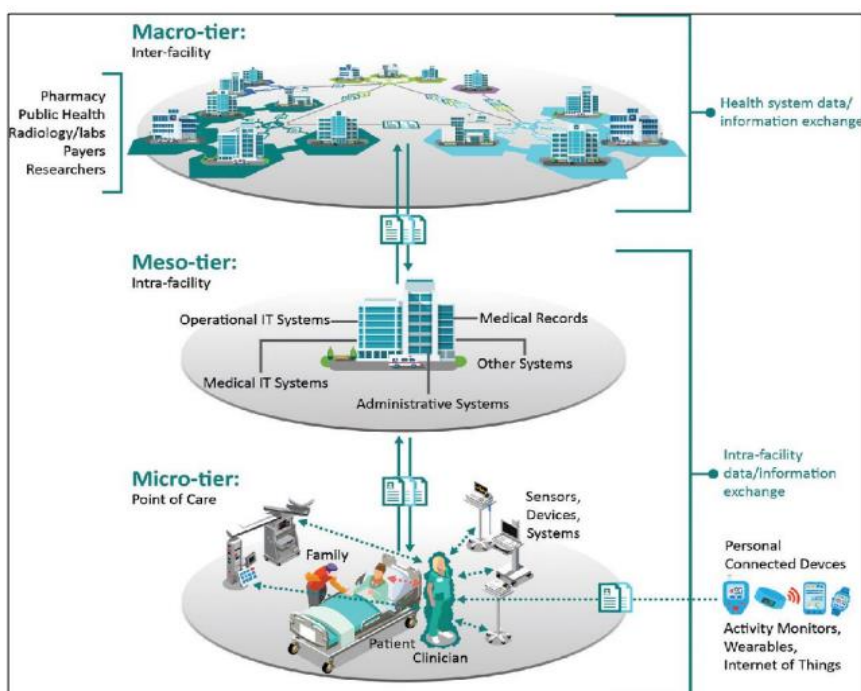 Macro-tier:
Inter-facility
Pharmacy
Public Health
Radiology/labs
Payers
Researchers
Health system data/
information exchange
Meso-tier:
Intra-facility
Operational IT Systems
Medical Records
Medical IT Systems
Other Systems
Administrative Systems
Intra-facility
data/information
exchange
Micro-tier:
Point of Care
Sensors,
Devices,
Systems
Family
Patient
Clinician
Personal
Connected Devces
Activity Monitors,
Wearables,
Internet of Things